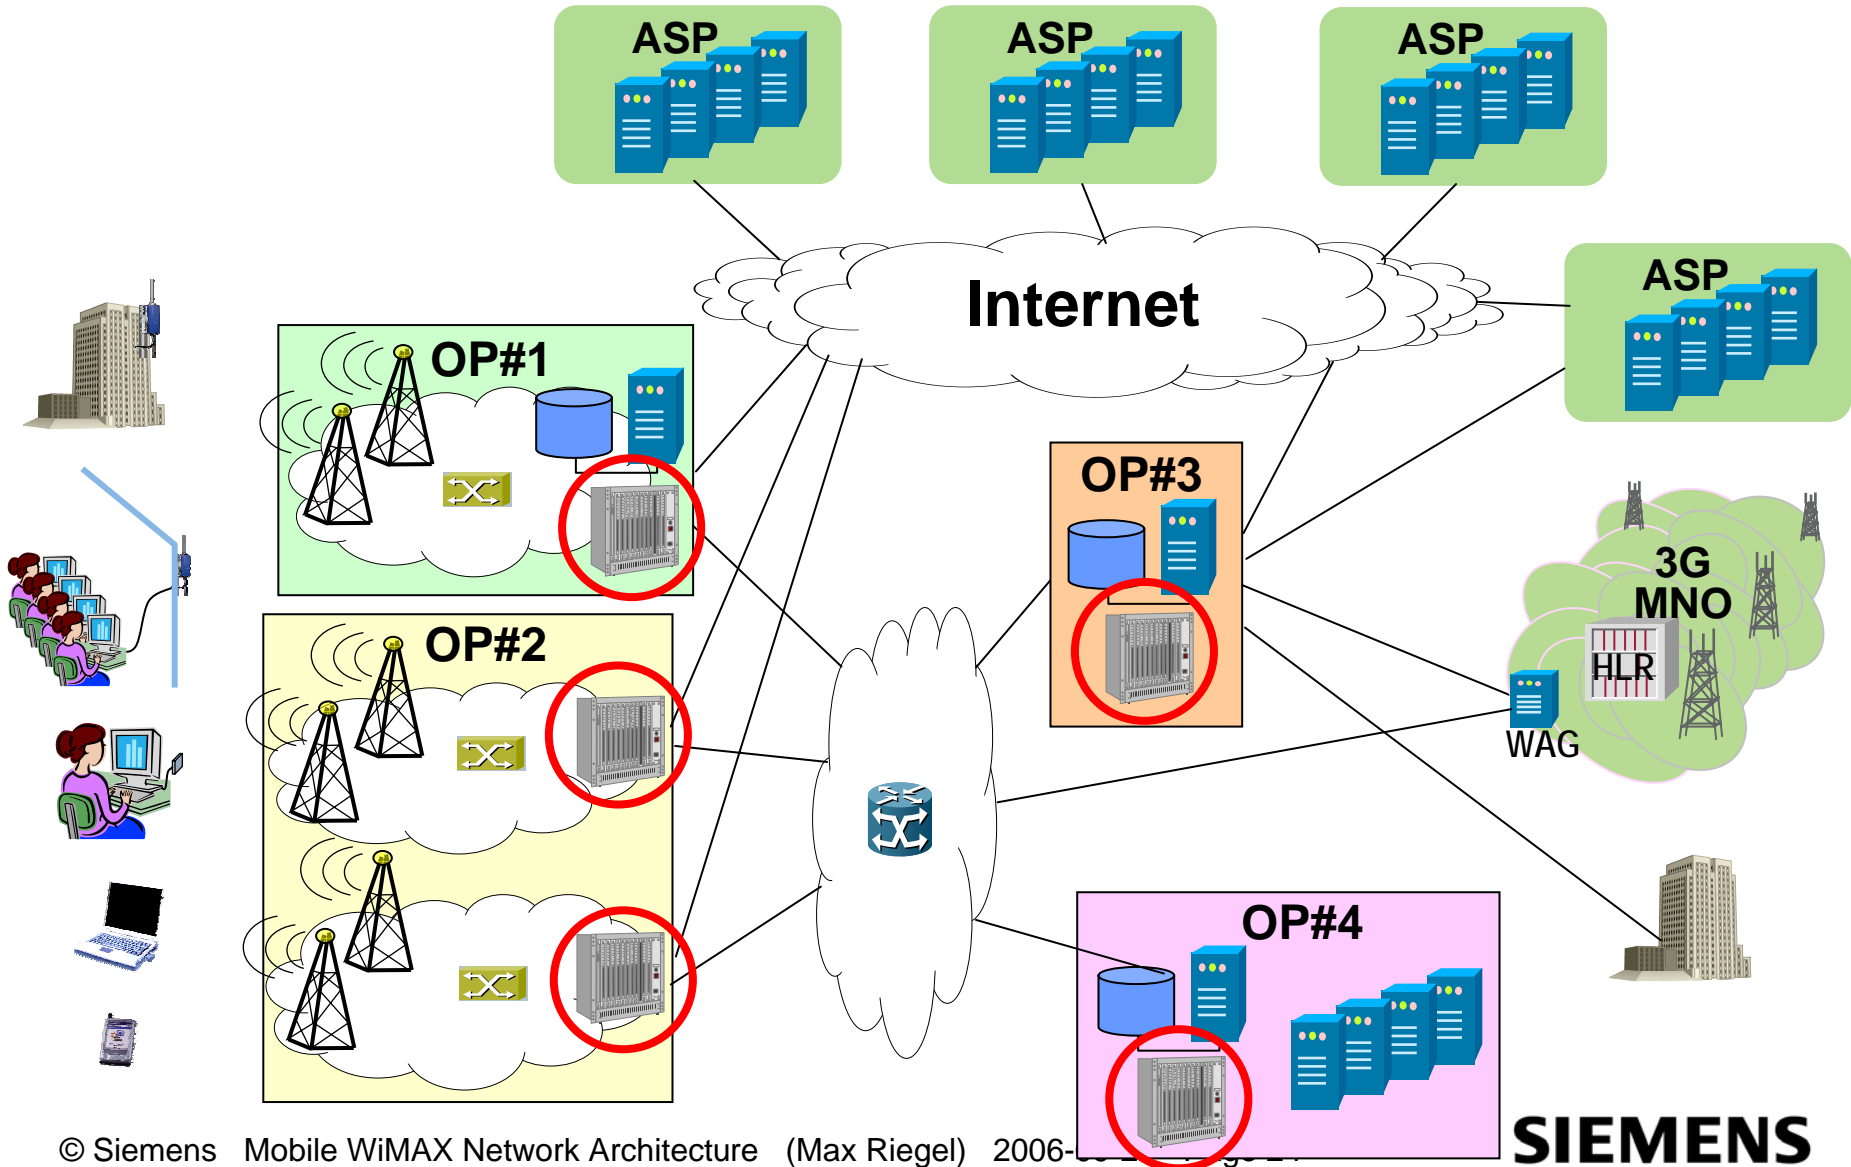 ASP
ASP
ASP
Internet
ASP
OP#1
OP#3
3G
MNO
HLR
OP#2
WAG
OP#4
© Siemens Mobile WiMAX Network Architecture (Max Riegel)
SIEMENS